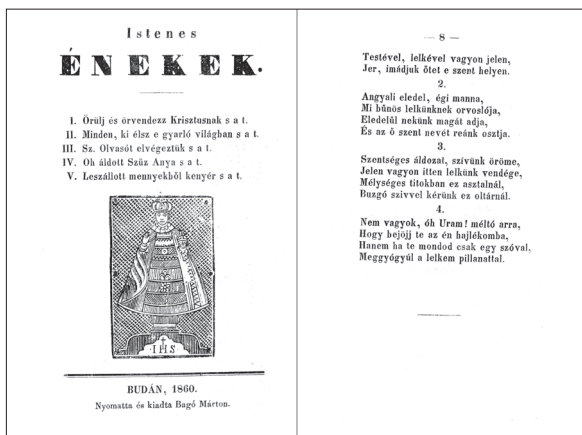 Istenes
ÉNEKEK.
I. Örülj és örvendezz Krisztusnak s a t.
II. Minden, ki élsz e gyarló világban s a t.
III. Sz. Olvasót elvégeztük s a t.
IV. Oh áldott Szűz Anya s a t.
V. Leszállott mennyekből kenyér s a t.
IHS
BUDÁN, 1860.
Nyomatta és kiadta Bagó Márton.
— 8 —
Testével, lelkével vagyon jelen,
Jer, imádjuk őtet e szent helyen.
2.
Angyali eledel, égi manna,
Mi bűnös lelkünknek orvoslója,
Eledelűl nekünk magát adja,
És az ő szent nevét reánk osztja.
3.
Szentséges áldozat, szívünk öröme,
Jelen vagyon itten lelkünk vendége,
Mélységes titokban ez asztalnál,
Buzgó szivvel kérünk ez oltárnál.
4.
Nem vagyok, óh Uram! méltó arra,
Hogy bejöjj te az én hajlékomba,
Hanem ha te mondod csak egy szóval,
Meggyógyúl a lelkem pillanattal.